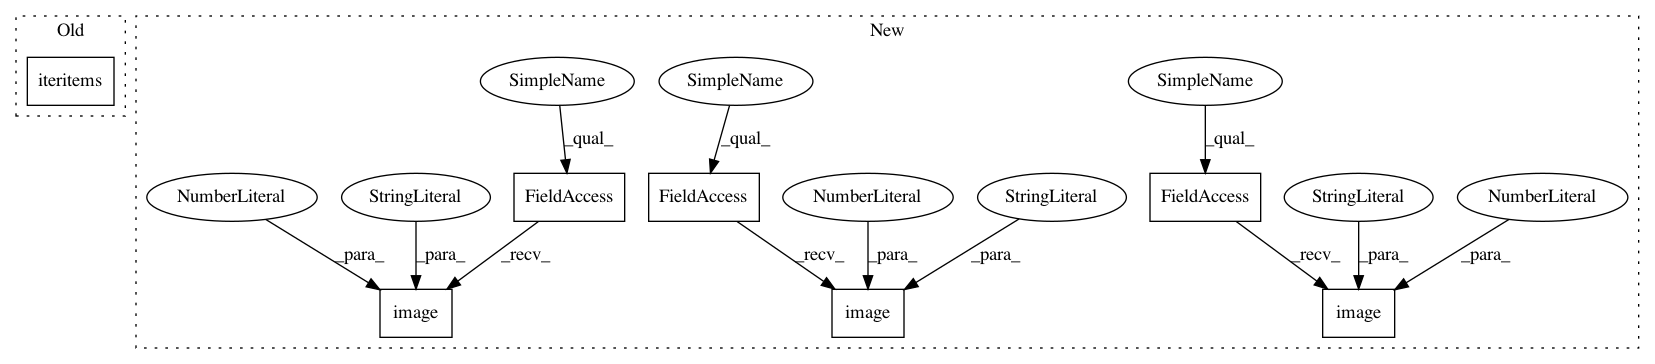 Old
New
iteritems
SimpleName
SimpleName
SimpleName
_qual_
_qual_
_qual_
NumberLiteral
StringLiteral
FieldAccess
FieldAccess
NumberLiteral
StringLiteral
FieldAccess
StringLiteral
NumberLiteral
_para_
_para_
_recv_
_recv_
_para_
_para_
_recv_
_para_
_para_
image
image
image